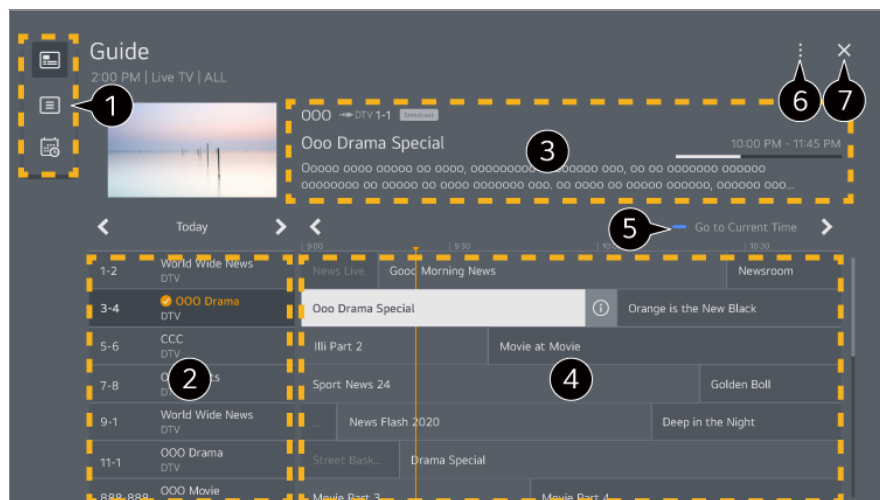 Guide
2:00 PM | Live TV | ALL
1
6
7
OOO DTV 1-1 Simulcast
Ooo Drama Special
3
10:00 PM - 11:45 PM
Today
5
Go to Current Time
9:00
9:30
10:30
1-2 World Wide News
DTV
News Live
Good Morning News
Newsroom
3-4 OOO Drama
DTV
Ooo Drama Special
Orange is the New Black
5-6 CCC
DTV
Illi Part 2
Movie at Movie
7-8
2
Sport News 24
4
Golden Boll
9-1 World Wide News
DTV
...
News Flash 2020
Deep in the Night
11-1 OOO Drama
DTV
Street Bask...
Drama Special
888-888 OOO Movie
Movie Part 3
Movie Part 4